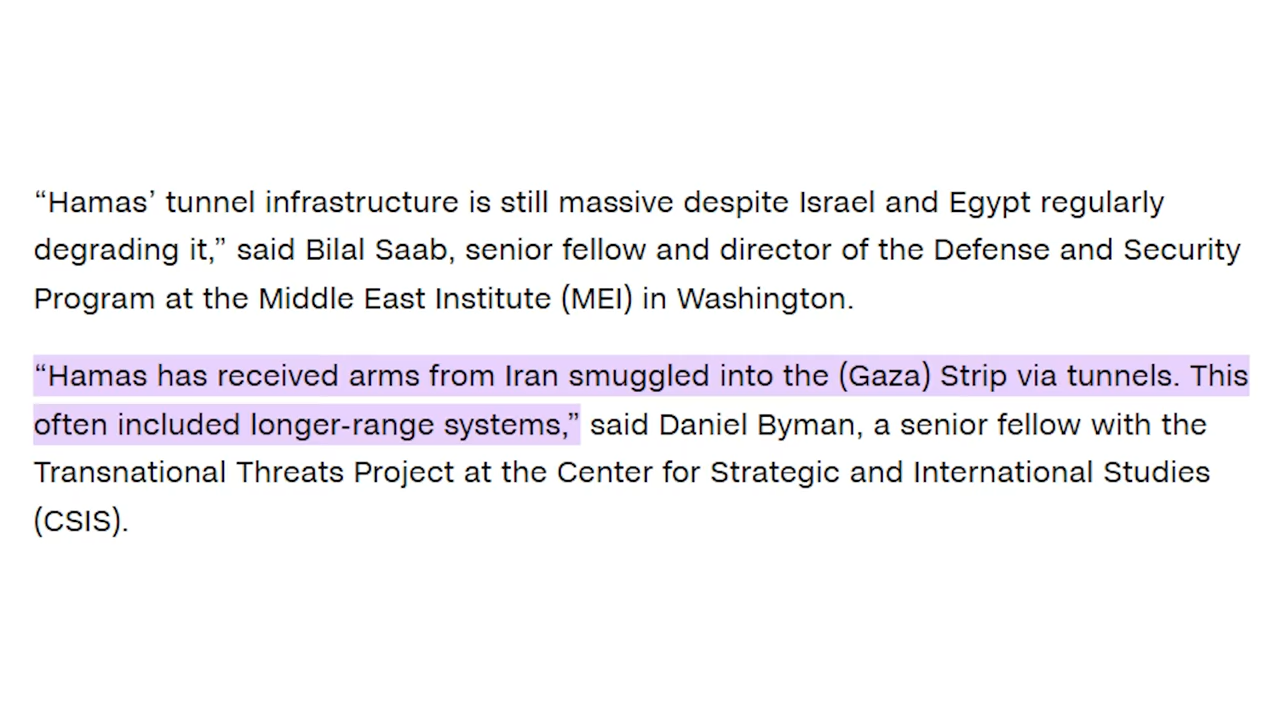 “Hamas’ tunnel infrastructure is still massive despite Israel and Egypt regularly
degrading it,” said Bilal Saab, senior fellow and director of the Defense and Security
Program at the Middle East Institute (MEI) in Washington.
“Hamas has received arms from Iran smuggled into the (Gaza) Strip via tunnels. This
often included longer-range systems,” said Daniel Byman, a senior fellow with the
Transnational Threats Project at the Center for Strategic and International Studies
(CSIS).